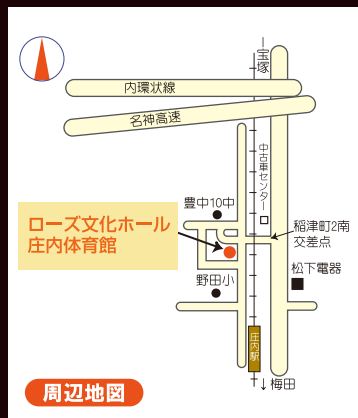 宝塚
内環状線
名神高速
中古車センター
豊中10中
稲津町2南
交差点
ローズ文化ホール
庄内体育館
松下電器
野田小
庄内駅
↓梅田
周辺地図